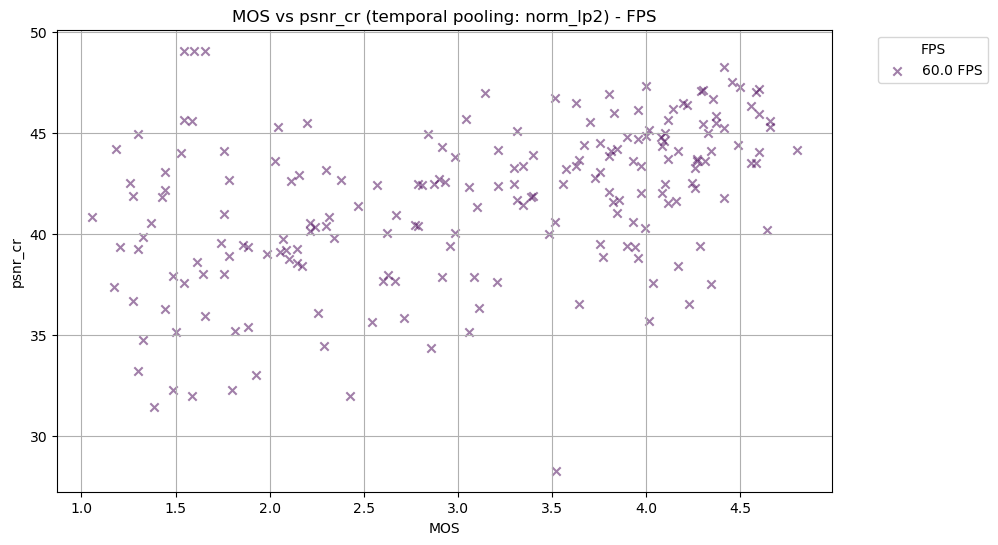 MOS vs psnr_cr (temporal pooling: norm_lp2) - FPS
FPS
60.0 FPS
50
45
40
35
30
psnr_cr
1.0 1.5 2.0 2.5 3.0 3.5 4.0 4.5
MOS